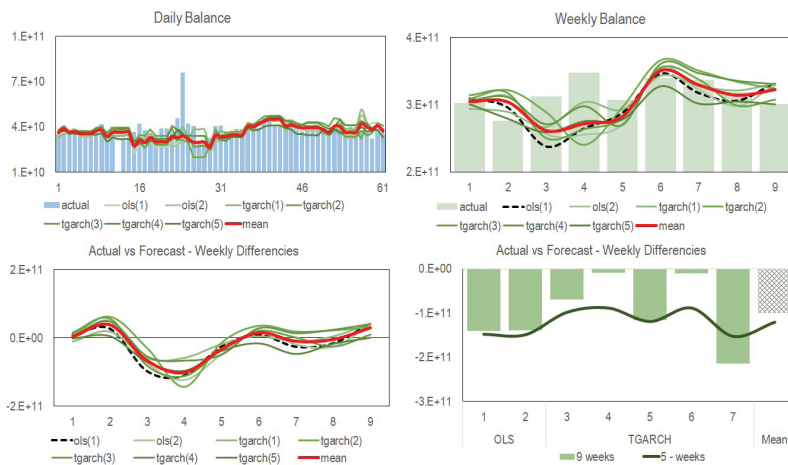 Daily Balance
1.E+11
7.E+10
4.E+10
1.E+10
1 16 31 46 61
actual ols(1) ols(2) tgarch(1) tgarch(2)
tgarch(3) tgarch(4) tgarch(5) mean
Weekly Balance
4.E+11
3.E+11
2.E+11
1 2 3 4 5 6 7 8 9
actual ols(1) ols(2) tgarch(1) tgarch(2)
tgarch(3) tgarch(4) tgarch(5) mean
Actual vs Forecast - Weekly Differencies
2.E+11
0.E+00
-2.E+11
1 2 3 4 5 6 7 8 9
ols(1) ols(2) tgarch(1) tgarch(2)
tgarch(3) tgarch(4) tgarch(5) mean
Actual vs Forecast - Weekly Differencies
0.E+00
-1.E+11
-2.E+11
-3.E+11
1 2 3 4 5 6 7 Mean
OLS TGARCH
9 weeks 5 - weeks